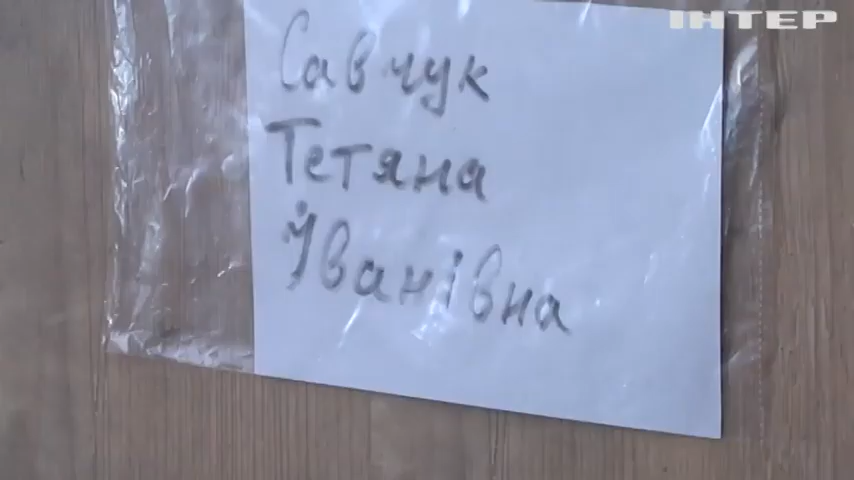 ІНТЕР
Савчук
Тетяна
Іванівна